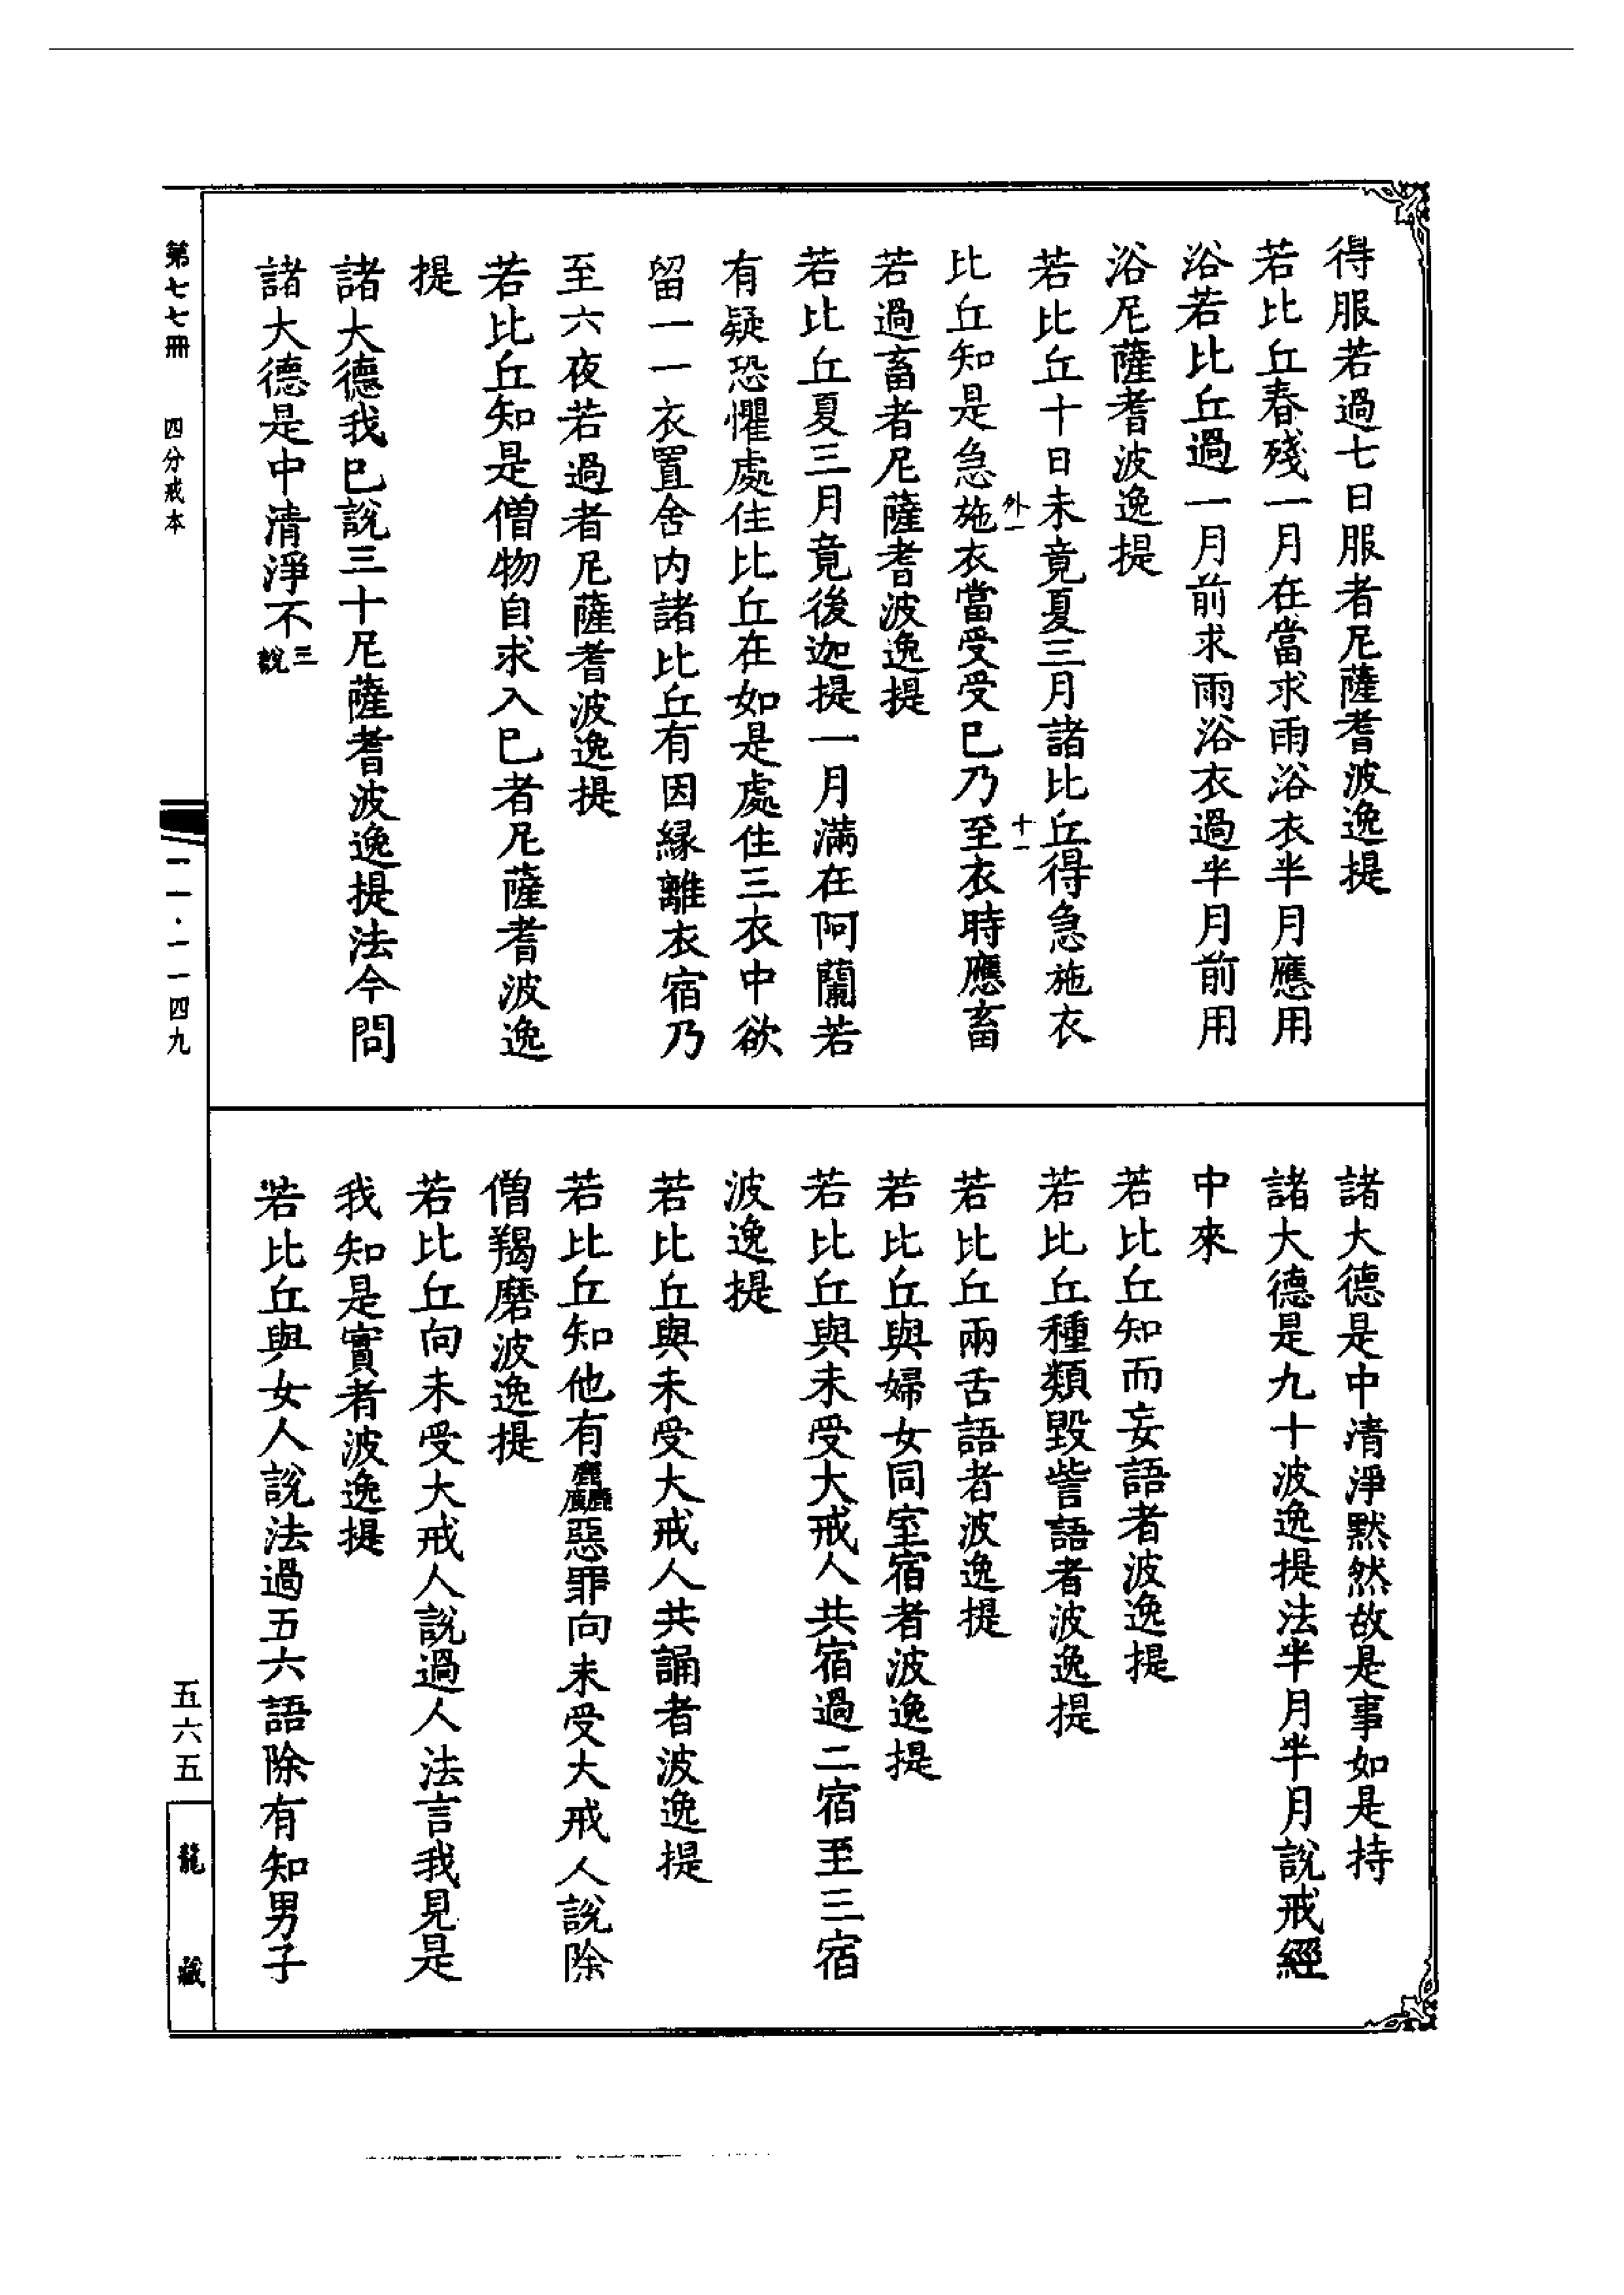 得服若過七日服者尼薩耆波逸提
若比丘春殘一月在當求雨浴衣半月應用
浴若比丘過一月前求雨浴衣過半月前用
浴尼薩耆波逸提
若比丘十日未竟夏三月諸比丘得急施衣
外一
十一
比丘知是急施衣當受受已乃至衣時應畜
若過畜者尼薩耆波逸提
若比丘夏三月竟後迦提一月滿在阿蘭若
有疑恐懼處住比丘在如是處住三衣中欲
留一一衣置舍内諸比丘有因緣離衣宿乃
至六夜若過者尼薩耆波逸提
若比丘知是僧物自求入已者尼薩耆波逸
提
諸大德我已說三十尼薩耆波逸提法今問
諸大德是中清淨不三說
諸大德是中清淨默然故是事如是持
諸大德是九十波逸提法半月半月說戒經
中來
若比丘知而妄語者波逸提
若比丘種類毀訾語者波逸提
若比丘兩舌語者波逸提
若比丘與婦女同室宿者波逸提
若比丘與未受大戒人共宿過二宿至三宿
波逸提
若比丘與未受大戒人共誦者波逸提
若比丘知他有麤惡罪向未受大戒人說除
僧羯磨波逸提
若比丘向未受大戒人說過人法言我見是
我知是實者波逸提
若比丘與女人說法過五六語除有知男子
第七七冊 四分戒本
一一·一一四九
五六五
龍藏